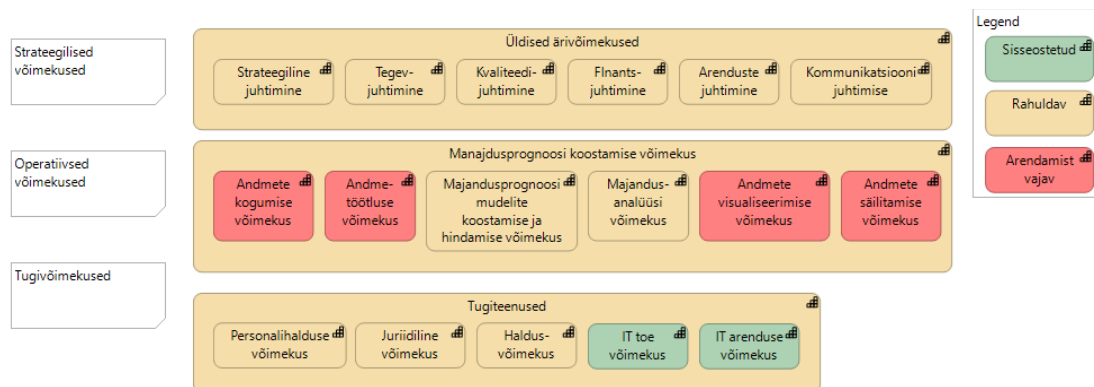 Strateegilised
võimekused
Üldised ärivõimekused
Strateegiline
juhtimine
Tegev-
juhtimine
Kvaliteedi-
juhtimine
FInants-
juhtimine
Arenduste
juhtimine
Kommunikatsiooni
juhtimise
Operatiivsed
võimekused
Manajdusprognoosi koostamise võimekus
Andmete
kogumise
võimekus
Andme-
töötluse
võimekus
Majandusprognoosi
mudelite
koostamise ja
hindamise võimekus
Majandus-
analüüsi
võimekus
Andmete
visualiseerimise
võimekus
Andmete
säilitamise
võimekus
Tugivõimekused
Tugiteenused
Personalihalduse
võimekus
Juriidiline
võimekus
Haldus-
võimekus
IT toe
võimekus
IT arenduse
võimekus
Legend
Sisseostetud
Rahuldav
Arendamist
vajav